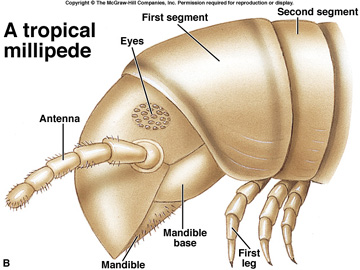 Copyright © The McGraw-Hill Companies, Inc. Permission required for reproduction or display.
A tropical
millipede
First segment
Second segment
Eyes
Antenna
Mandible
base
First
leg
Mandible
B